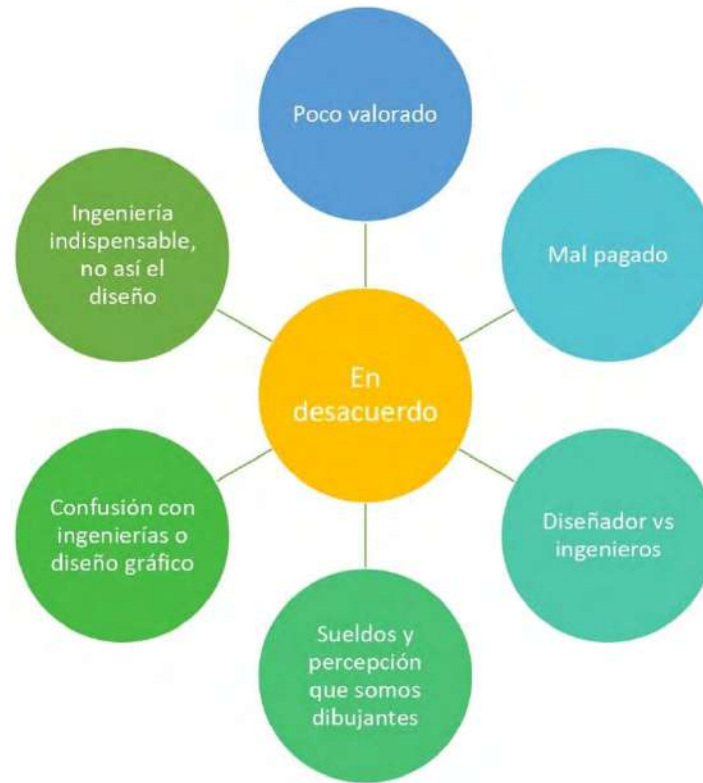 Poco valorado
Ingeniería
indispensable,
no así el
diseño
Mal pagado
En
desacuerdo
Confusión con
ingenierías o
diseño gráfico
Diseñador vs
ingenieros
Sueldos y
percepción
que somos
dibujantes